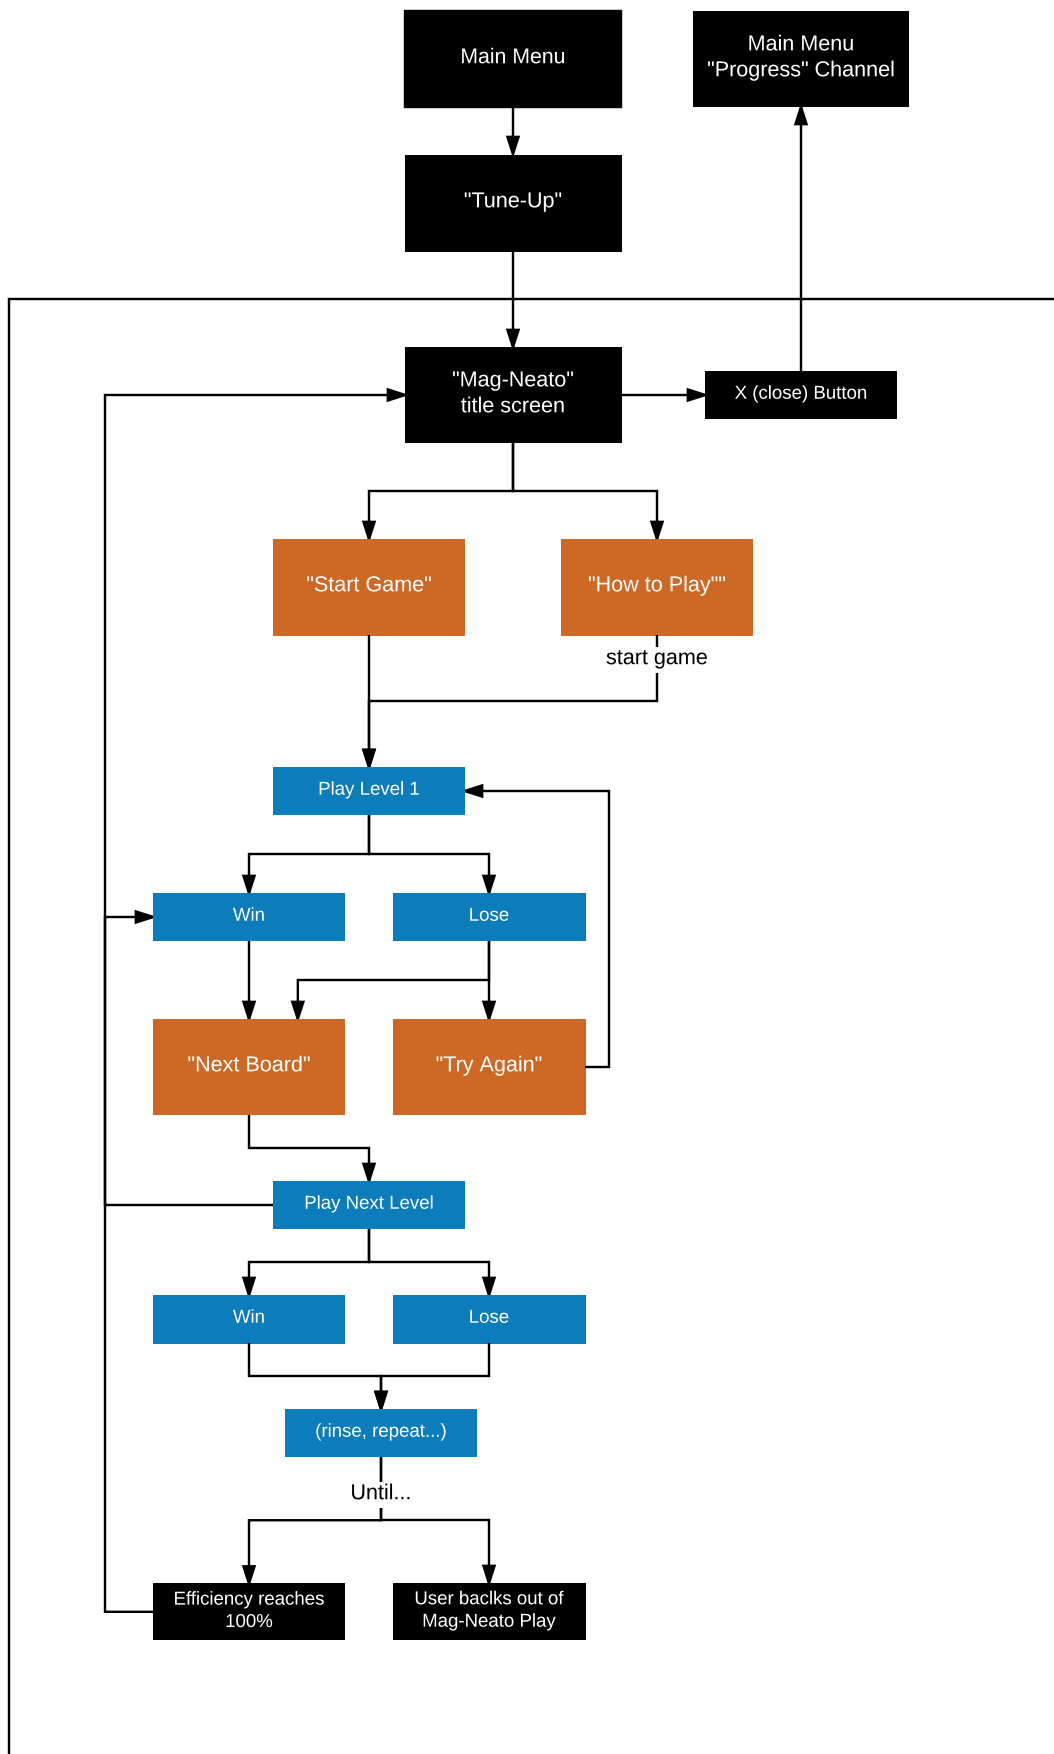 Main Menu
Main Menu
"Progress" Channel
"Tune-Up"
"Mag-Neato"
title screen
X (close) Button
"Start Game"
"How to Play""
start game
Play Level 1
Win
Lose
"Next Board"
"Try Again"
Play Next Level
Win
Lose
(rinse, repeat...)
Until...
Efficiency reaches
100%
User baclks out of
Mag-Neato Play